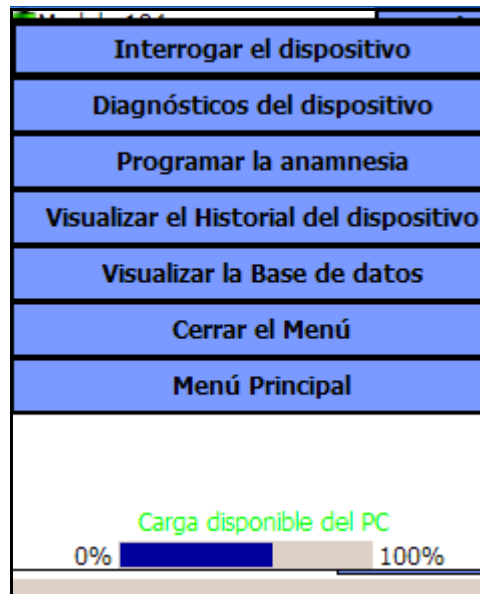 Interrogar el dispositivo
Diagnósticos del dispositivo
Programar la anamnesia
Visualizar el Historial del dispositivo
Visualizar la Base de datos
Cerrar el Menú
Menú Principal
Carga disponible del PC
0% 100%